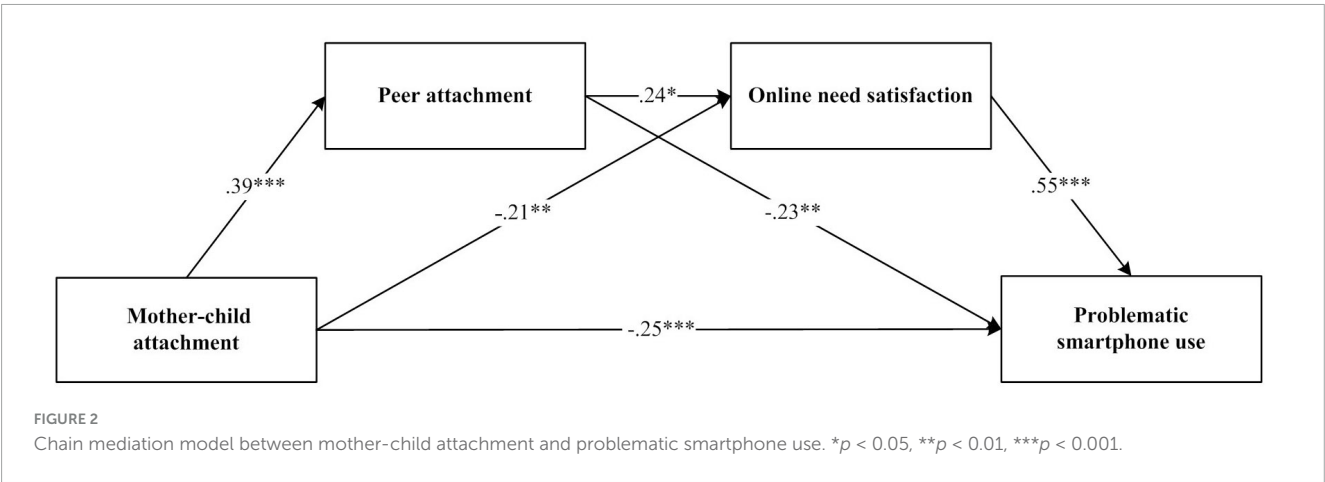 Peer attachment
.24*
Online need satisfaction
.39***
-.21**
-.23**
.55***
Mother-child
attachment
-.25***
Problematic
smartphone use
FIGURE 2
Chain mediation model between mother-child attachment and problematic smartphone use. *p < 0.05, **p < 0.01, ***p < 0.001.